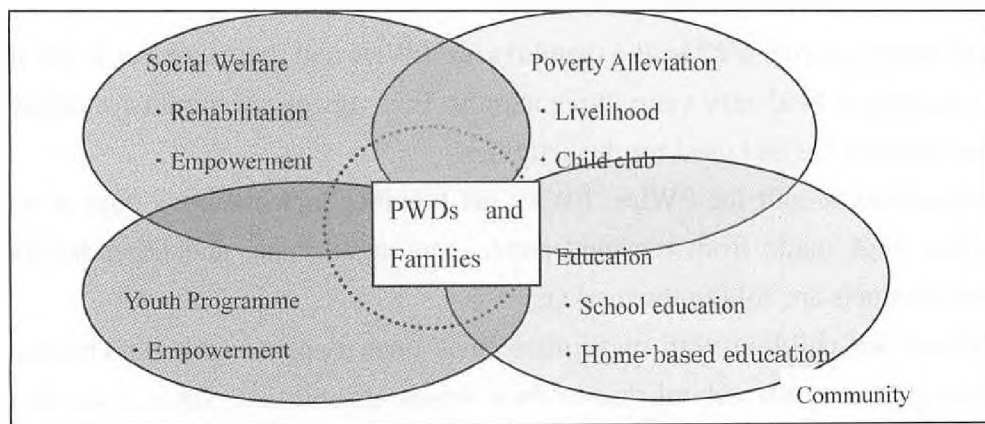 Social Welfare
・Rehabilitation
・Empowerment
Poverty Alleviation
・Livelihood
・Child club
PWDs and
Families
Youth Programme
・Empowerment
Education
・School education
・Home-based education
Community